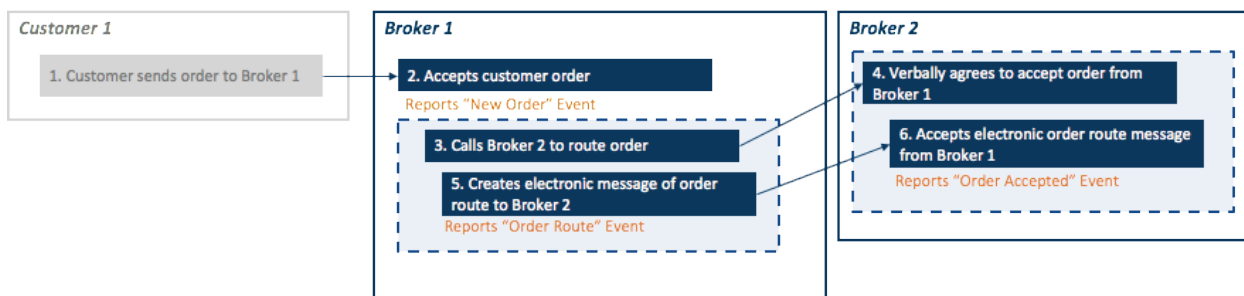 Customer 1
1. Customer sends order to Broker 1
Broker 1
2. Accepts customer order
Reports “New Order” Event
3. Calls Broker 2 to route order
5. Creates electronic message of order
route to Broker 2
Reports “Order Route” Event
Broker 2
4. Verbally agrees to accept order from
Broker 1
6. Accepts electronic order route message
from Broker 1
Reports “Order Accepted” Event